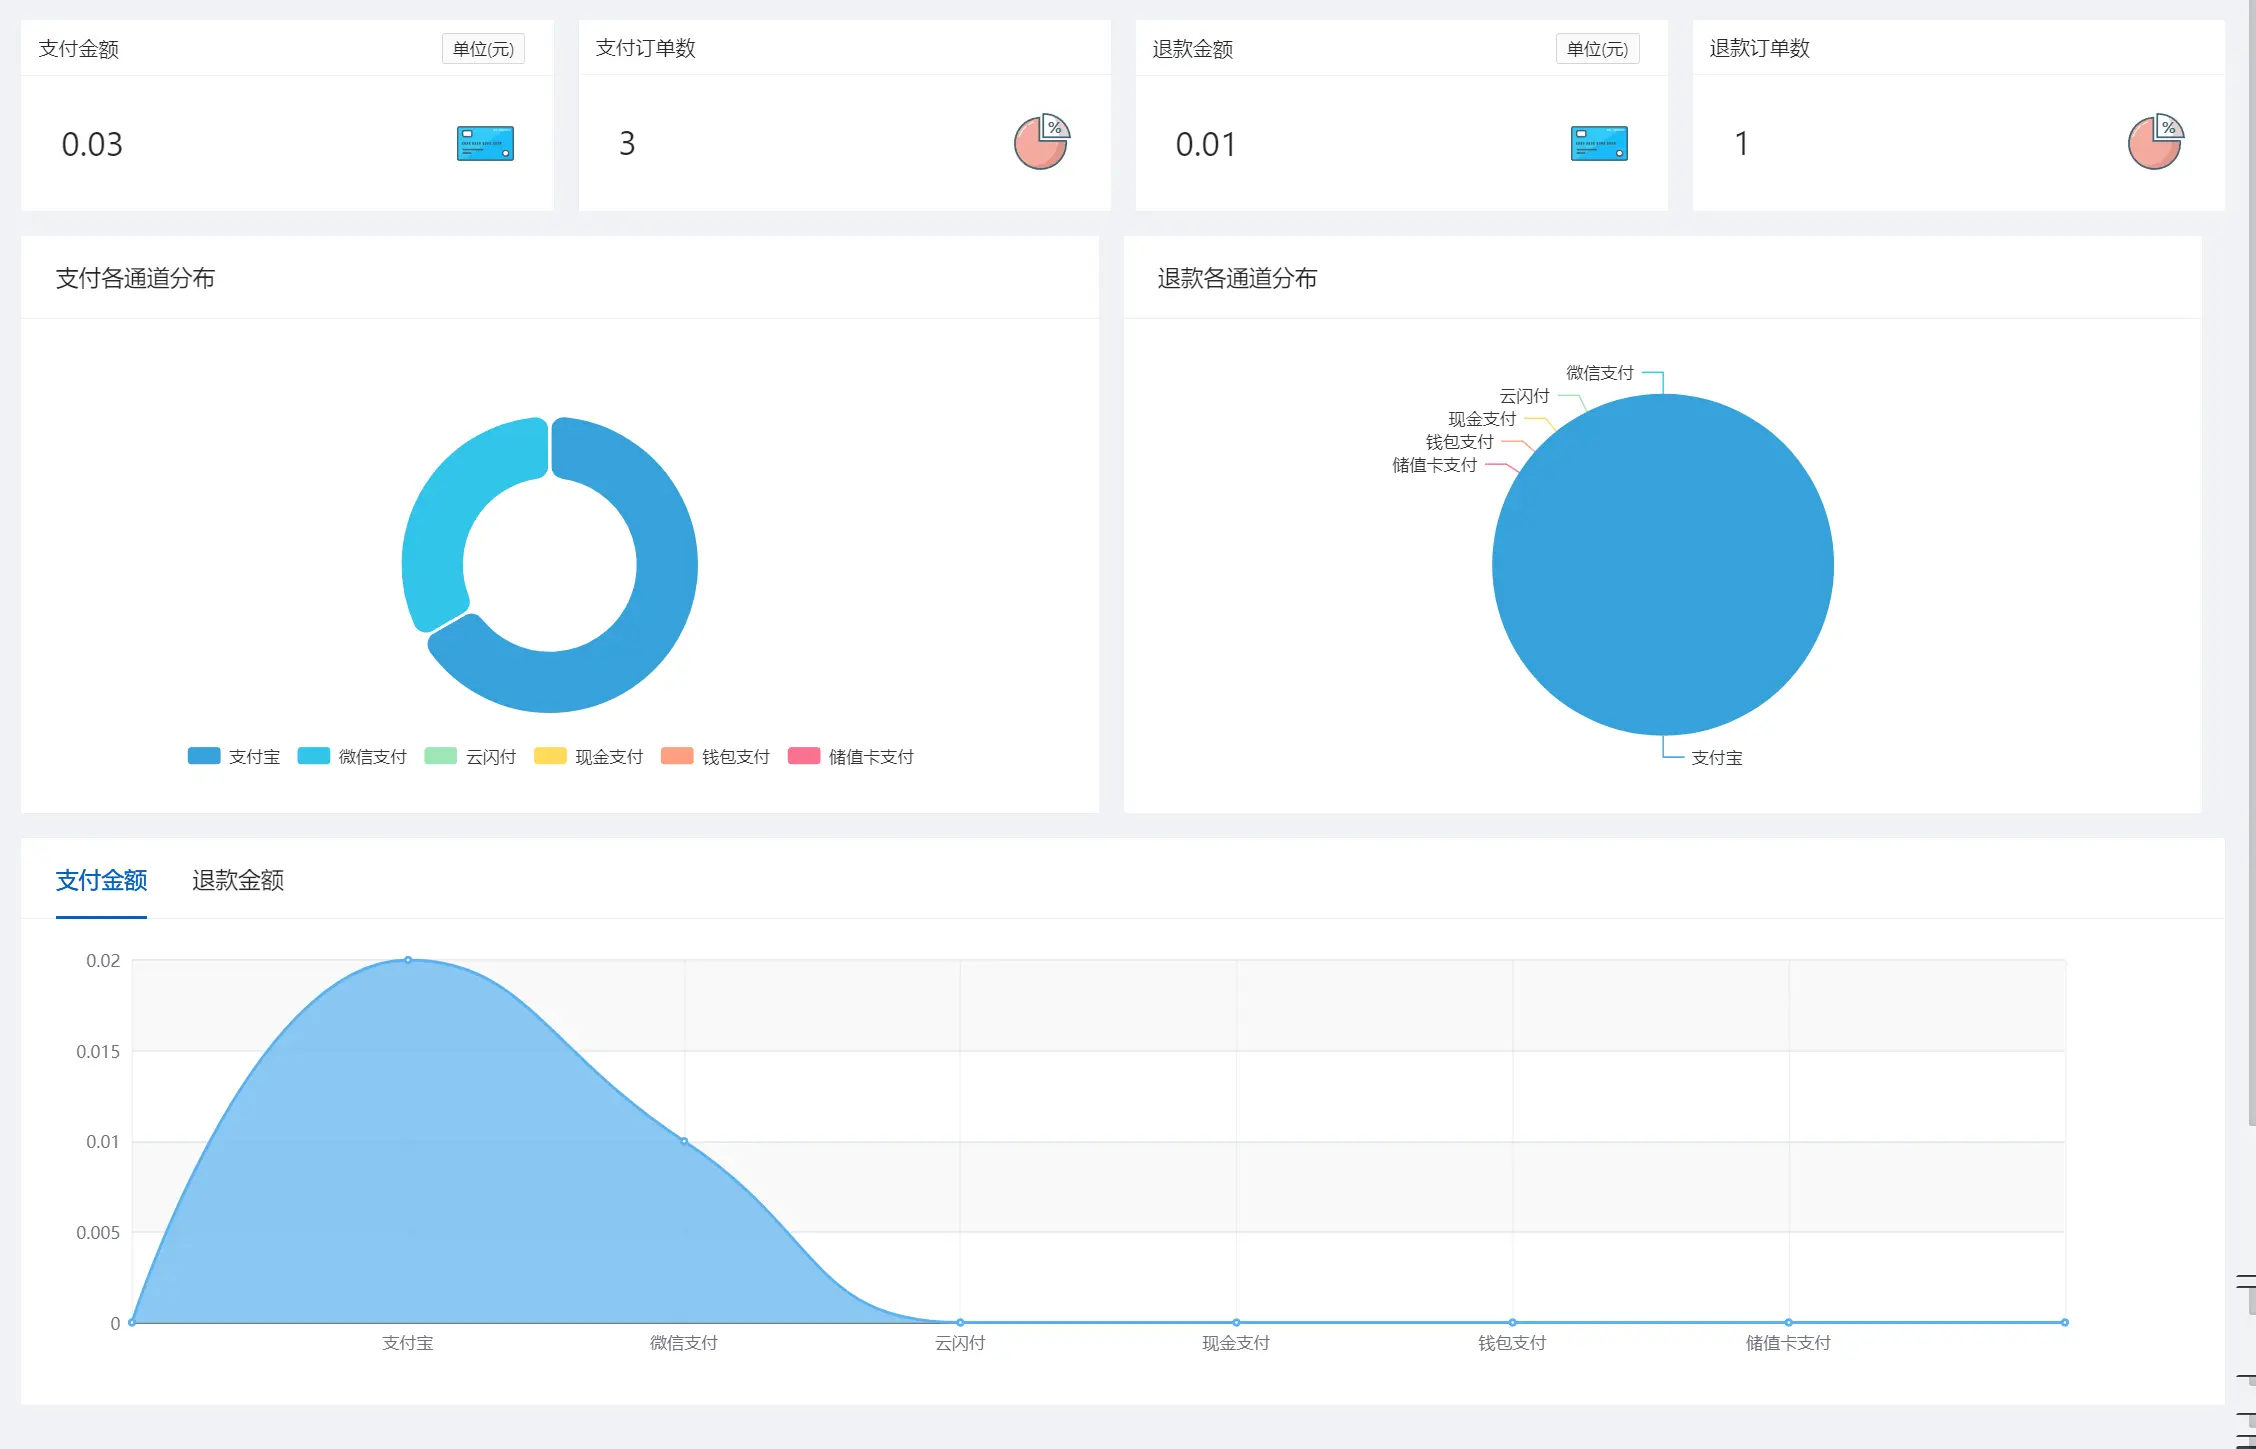 支付金额 单位(元)
支付订单数
退款金额 单位(元)
退款订单数
0.03
3
0.01
1
支付各通道分布
支付宝 微信支付 云闪付 现金支付 钱包支付 储值卡支付
退款各通道分布
微信支付
云闪付
现金支付
钱包支付
储值卡支付
支付宝
支付金额 退款金额
0.02
0.015
0.01
0.005
0
支付宝 微信支付 云闪付 现金支付 钱包支付 储值卡支付